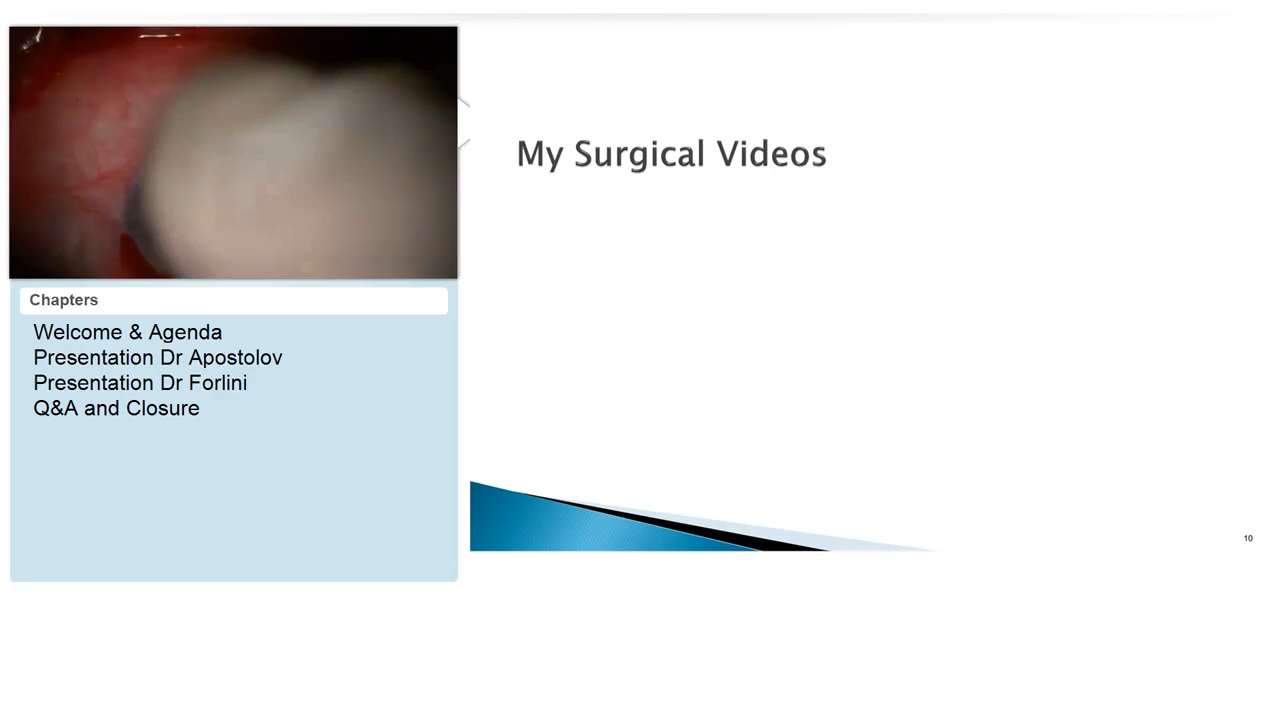 My Surgical Videos
Chapters
Welcome & Agenda
Presentation Dr Apostolov
Presentation Dr Forlini
Q&A and Closure
10